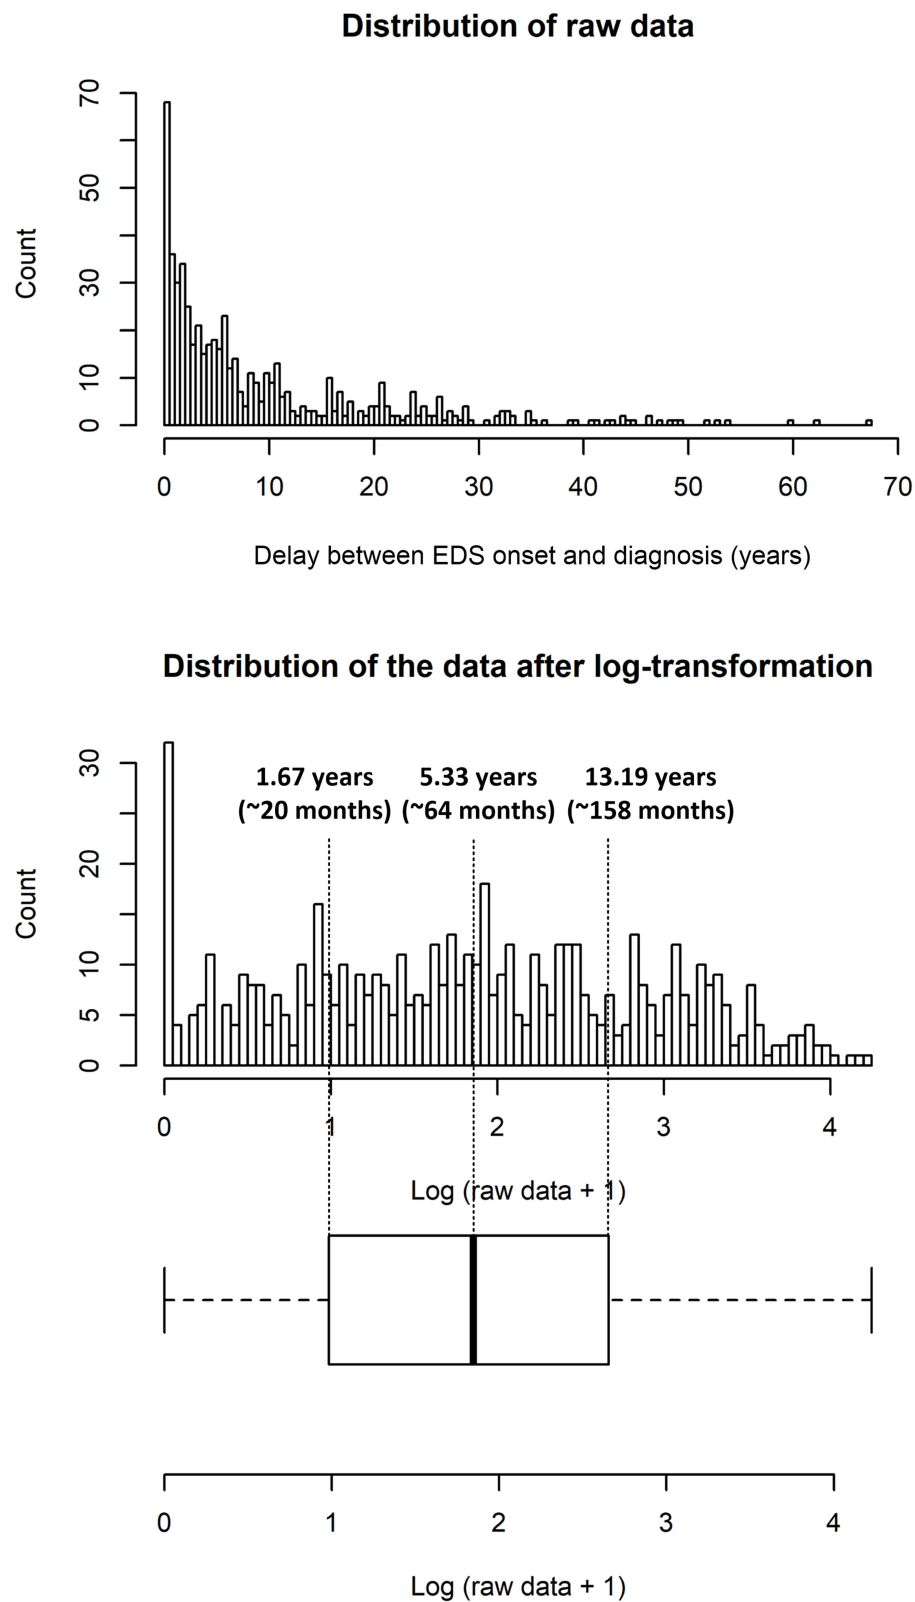 Distribution of raw data
70
50
30
10
0
Count
0 10 20 30 40 50 60 70
Delay between EDS onset and diagnosis (years)
Distribution of the data after log-transformation
30
20
10
5
0
Count
1.67 years 5.33 years 13.19 years
(~20 months) (~64 months) (~158 months)
0 1 2 3 4
Log (raw data + 1)
0 1 2 3 4
Log (raw data + 1)